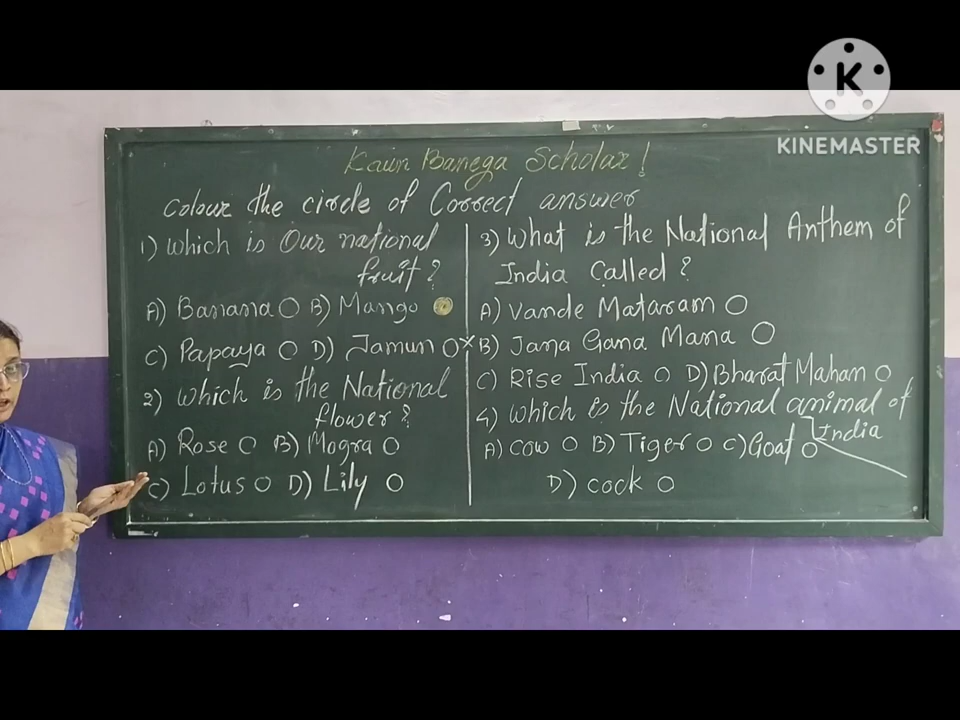 KINEMASTER
Kaun Banega Scholar!
Colour the circle of Correct answer
1) Which is Our national
fruit?
A) Banana B) Mango
C) Papaya D) Jamun
2) Which is the National
flower?
A) Rose B) Mogra
C) Lotus D) Lily
3) What is the National Anthem of
India Called?
A) Vande Mataram
B) Jana Gana Mana
C) Rise India D) Bharat Maham
4) Which is the National animal of
India
A) Cow B) Tiger C) Goat
D) Cock